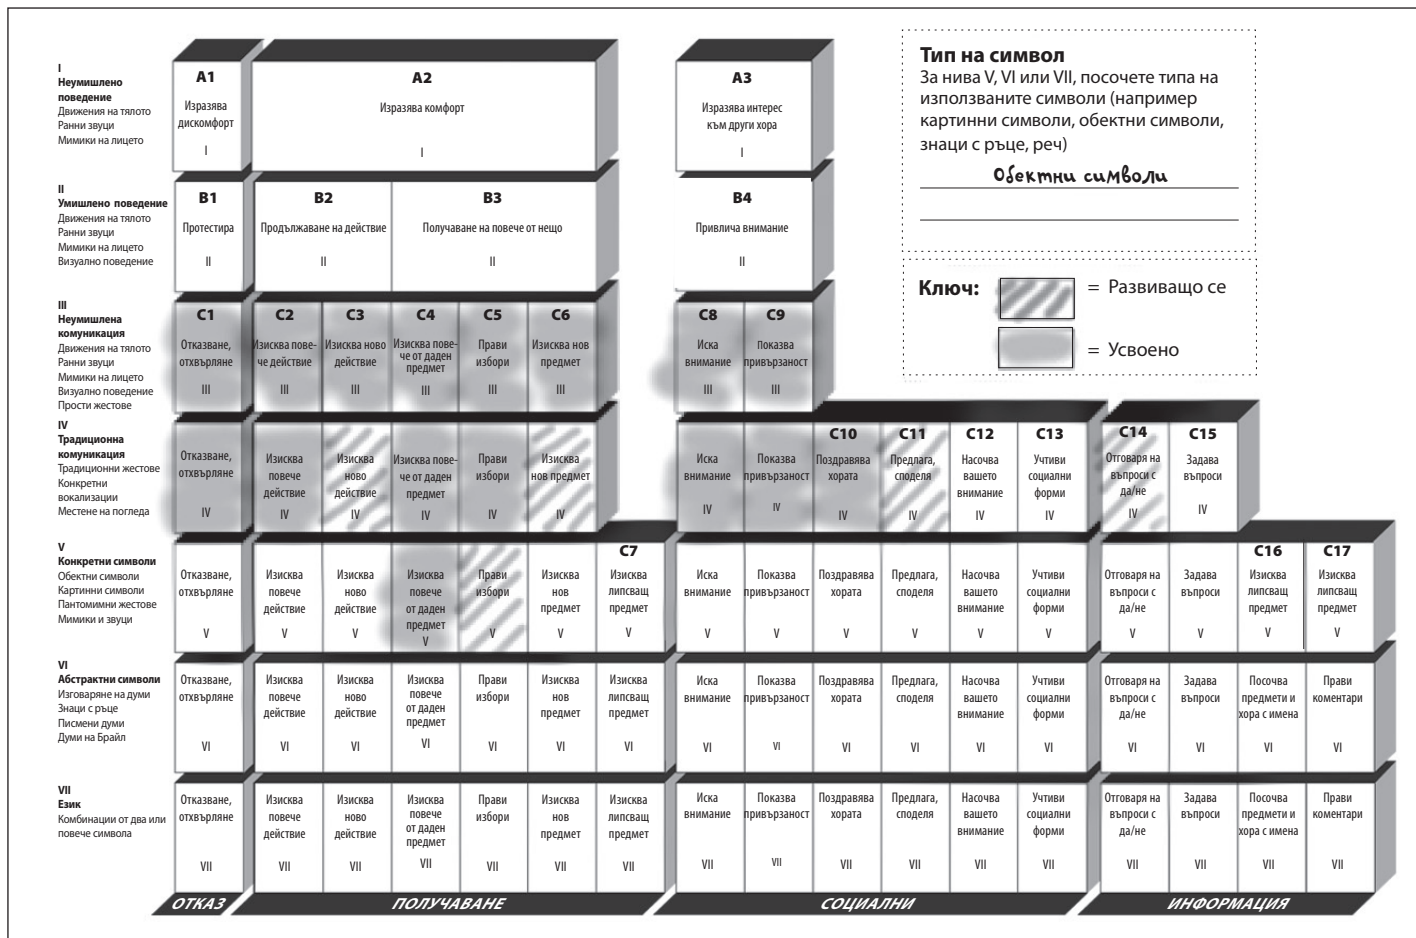 I
Неумишлено
поведение
Движения на тялото
Ранни звуци
Мимики на лицето
A1
Изразява
дискомфорт
I
A2
Изразява комфорт
I
A3
Изразява интерес
към други хора
I
Тип на символ
За нива V, VI или VII, посочете типа на
използваните символи (например
картинни символи, обектни символи,
знаци с ръце, реч)
Обектни символи
II
Умишлено поведение
Движения на тялото
Ранни звуци
Мимики на лицето
Визуално поведение
B1
Протестира
II
B2
Продължаване на действие
II
B3
Получаване на повече от нещо
II
B4
Привлича внимание
II
Ключ:
= Развиващо се
= Усвоено
III
Неумишлена
комуникация
Движения на тялото
Ранни звуци
Мимики на лицето
Визуално поведение
Прости жестове
C1
Отказване,
отхвърляне
III
C2
Изисква пове-
че действие
III
C3
Изисква ново
действие
III
C4
Изисква пове-
че от даден
предмет
III
C5
Прави
избори
III
C6
Изисква нов
предмет
III
C8
Иска
внимание
III
C9
Показва
привързаност
III
IV
Традиционна
комуникация
Традиционни жестове
Конкретни
вокализации
Местене на погледа
Отказване,
отхвърляне
IV
Изисква
повече
действие
IV
Изисква
ново
действие
IV
Изисква пове-
че от даден
предмет
IV
Прави
избори
IV
Изисква
нов предмет
IV
Иска
внимание
IV
Показва
привързаност
IV
C10
Поздравява
хората
IV
C11
Предлага,
споделя
IV
C12
Насочва
вашето
внимание
IV
C13
Учтиви
социални
форми
IV
C14
Отговаря на
въпроси с
да/не
IV
C15
Задава
въпроси
IV
V
Конкретни символи
Обектни символи
Картинни символи
Пантомимни жестове
Мимики и звуци
Отказване,
отхвърляне
V
Изисква
повече
действие
V
Изисква
ново
действие
V
Изисква
повече
от даден
предмет
V
Прави
избори
V
Изисква
нов
предмет
V
C7
Изисква
липсващ
предмет
V
Иска
внимание
V
Показва
привързаност
V
Поздравява
хората
V
Предлага,
споделя
V
Насочва
вашето
внимание
V
Учтиви
социални
форми
V
Отговаря на
въпроси с
да/не
V
Задава
въпроси
V
C16
Изисква
липсващ
предмет
V
C17
Изисква
липсващ
предмет
V
VI
Абстрактни символи
Изговаряне на думи
Знаци с ръце
Писмени думи
Думи на Брайл
Отказване,
отхвърляне
VI
Изисква
повече
действие
VI
Изисква
ново
действие
VI
Изисква
повече
от даден
предмет
VI
Прави
избори
VI
Изисква
нов
предмет
VI
Изисква
липсващ
предмет
VI
Иска
внимание
VI
Показва
привързаност
VI
Поздравява
хората
VI
Предлага,
споделя
VI
Насочва
вашето
внимание
VI
Учтиви
социални
форми
VI
Отговаря на
въпроси с
да/не
VI
Задава
въпроси
VI
Посочва
предмети и
хора с имена
VI
Прави
коментари
VI
VII
Език
Комбинации от два или
повече символа
Отказване,
отхвърляне
VII
Изисква
повече
действие
VII
Изисква
ново
действие
VII
Изисква
повече
от даден
предмет
VII
Прави
избори
VII
Изисква
нов
предмет
VII
Изисква
липсващ
предмет
VII
Иска
внимание
VII
Показва
привързаност
VII
Поздравява
хората
VII
Предлага,
споделя
VII
Насочва
вашето
внимание
VII
Учтиви
социални
форми
VII
Отговаря на
въпроси с
да/не
VII
Задава
въпроси
VII
Посочва
предмети и
хора с имена
VII
Прави
коментари
VII
ОТКАЗ
ПОЛУЧАВАНЕ
СОЦИАЛНИ
ИНФОРМАЦИЯ